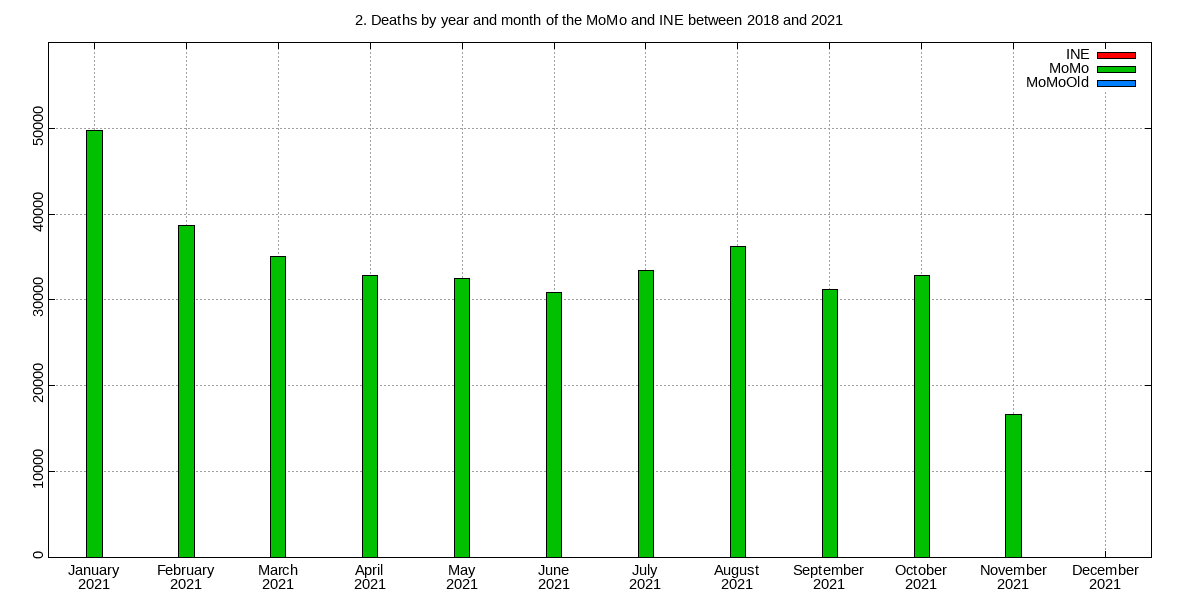 2. Deaths by year and month of the MoMo and INE between 2018 and 2021
INE
MoMo
MoMoOld
50000
40000
30000
20000
10000
0
January February March April May June July August September October November December
2021 2021 2021 2021 2021 2021 2021 2021 2021 2021 2021 2021